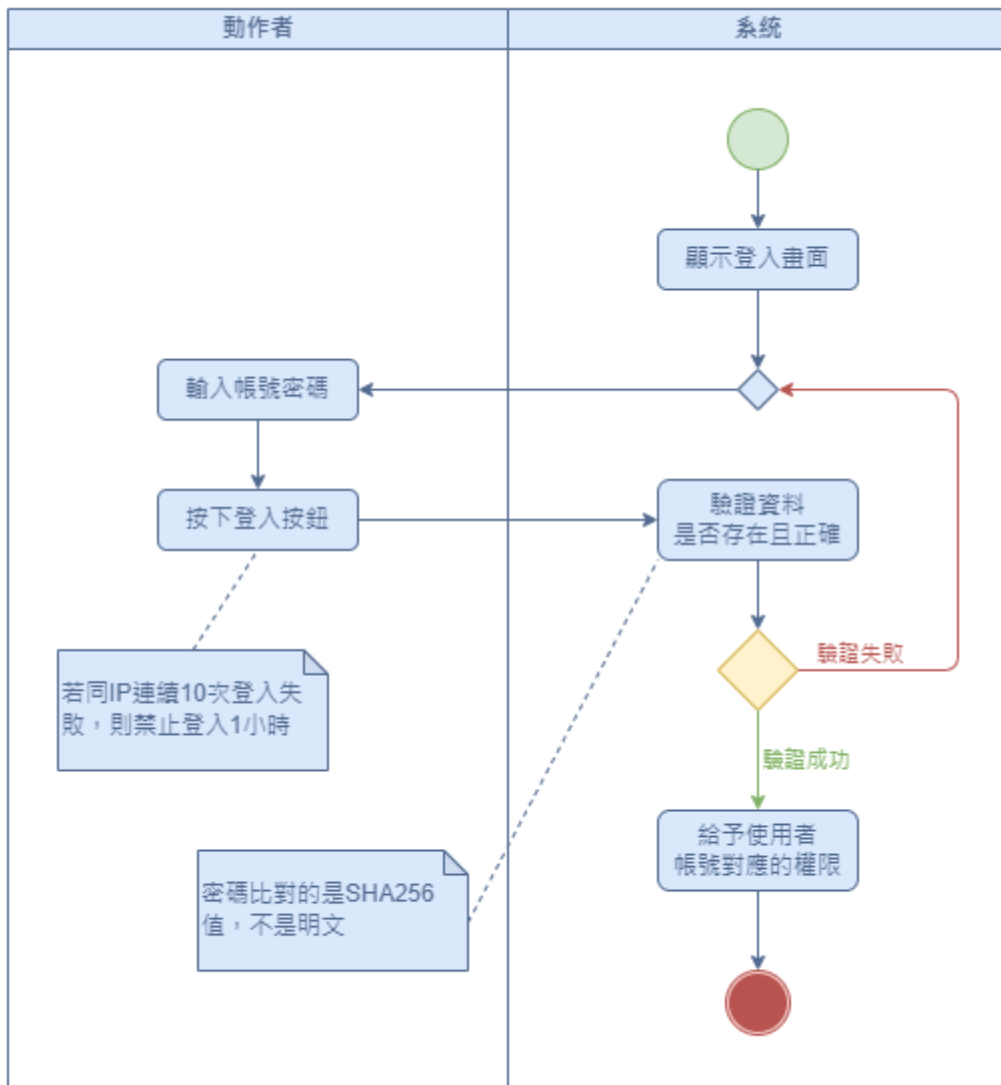 動作者
系統
顯示登入畫面
輸入帳號密碼
按下登入按鈕
驗證資料
是否存在且正確
驗證失敗
若同IP連續10次登入失
敗，則禁止登入1小時
驗證成功
給予使用者
帳號對應的權限
密碼比對的是SHA256
值，不是明文